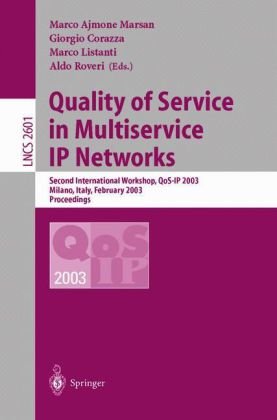 Marco Ajmone Marsan
Giorgio Corazza
Marco Listanti
Aldo Roveri (Eds.)
LNCS 2601
Quality of Service
in Multiservice
IP Networks
Second International Workshop, QoS-IP 2003
Milano, Italy, February 2003
Proceedings
QoS
IP
2003
Springer